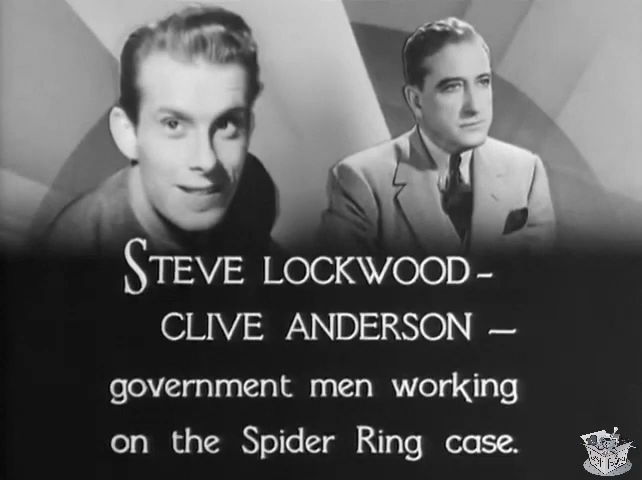 STEVE LOCKWOOD -
CLIVE ANDERSON —
government men working
on the Spider Ring case.